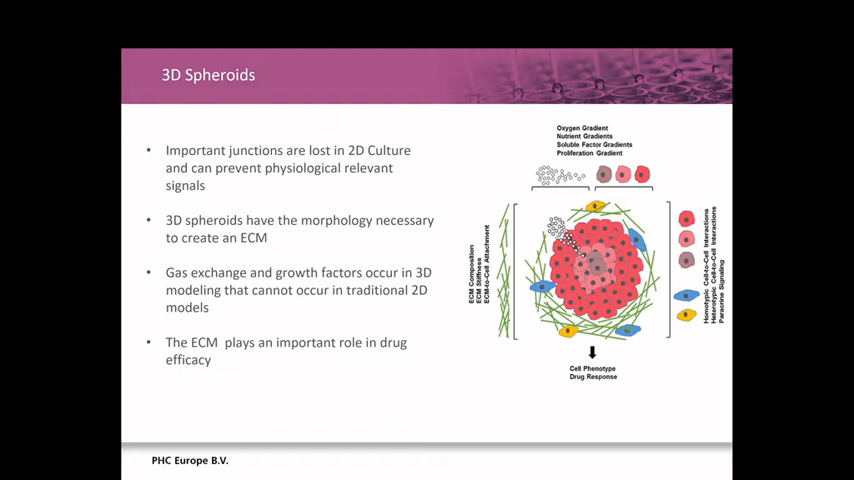 3D Spheroids
• Important junctions are lost in 2D Culture
and can prevent physiological relevant
signals
• 3D spheroids have the morphology necessary
to create an ECM
• Gas exchange and growth factors occur in 3D
modeling that cannot occur in traditional 2D
models
• The ECM plays an important role in drug
efficacy
Oxygen Gradient
Nutrient Gradients
Soluble Factor Gradients
Proliferation Gradient
ECM Composition
ECM Stiffness
ECM-to-Cell Attachment
Homotypic Cell-to-Cell Interactions
Heterotypic Cell-to-Cell Interactions
Paracrine Signaling
Cell Phenotype
Drug Response
PHC Europe B.V.